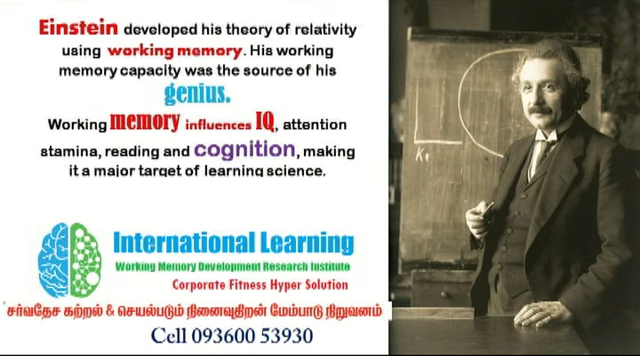 Einstein developed his theory of relativity
using working memory. His working
memory capacity was the source of his
genius.
Working memory influences IQ, attention
stamina, reading and cognition, making
it a major target of learning science.
International Learning
Working Memory Development Research Institute
Corporate Fitness Hyper Solution
சர்வதேச கற்றல் & செயல்படும் நினைவுதிறன் மேம்பாடு நிறுவனம்
Cell 093600 53930